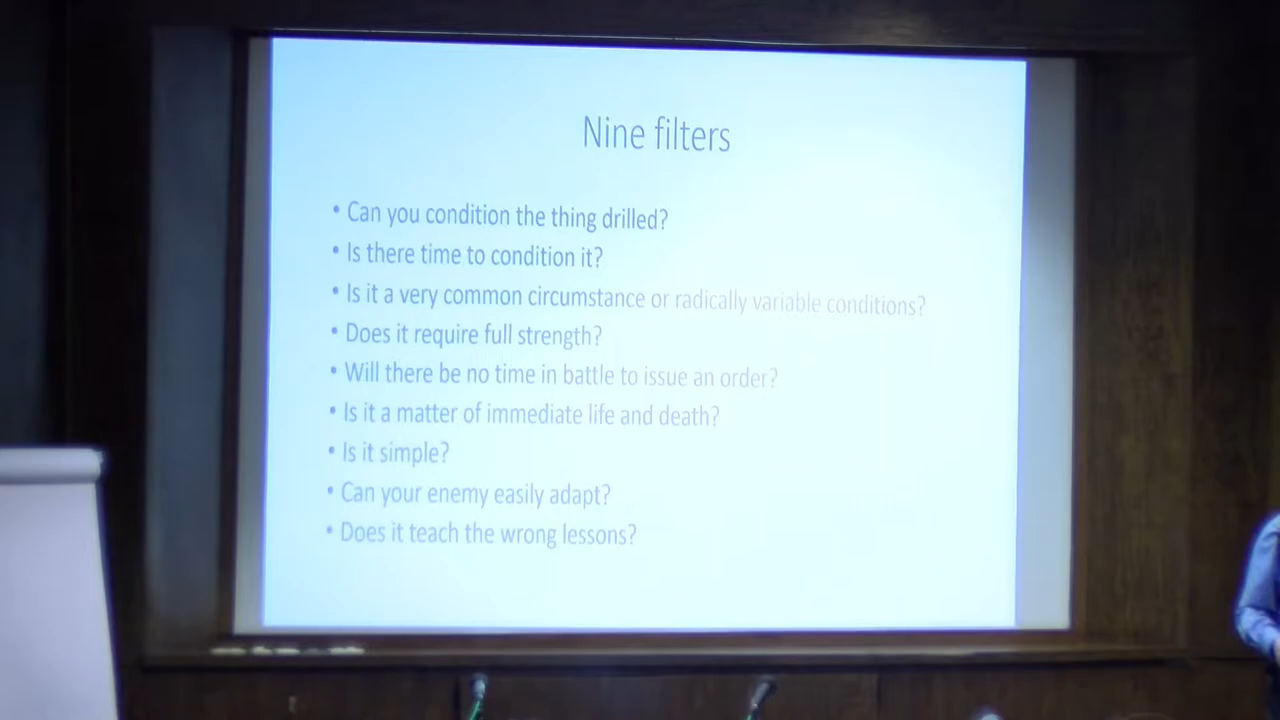 Nine filters
• Can you condition the thing drilled?
• Is there time to condition it?
• Is it a very common circumstance or radically variable conditions?
• Does it require full strength?
• Will there be no time in battle to issue an order?
• Is it a matter of immediate life and death?
• Is it simple?
• Can your enemy easily adapt?
• Does it teach the wrong lessons?